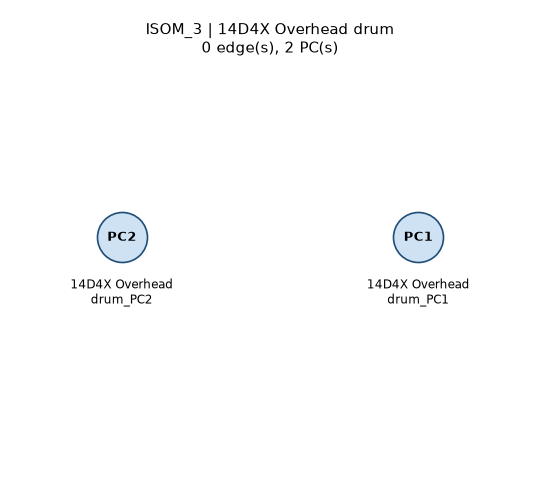 ISOM_3 | 14D4X Overhead drum
0 edge(s), 2 PC(s)
PC2
PC1
14D4X Overhead
drum_PC2
14D4X Overhead
drum_PC1